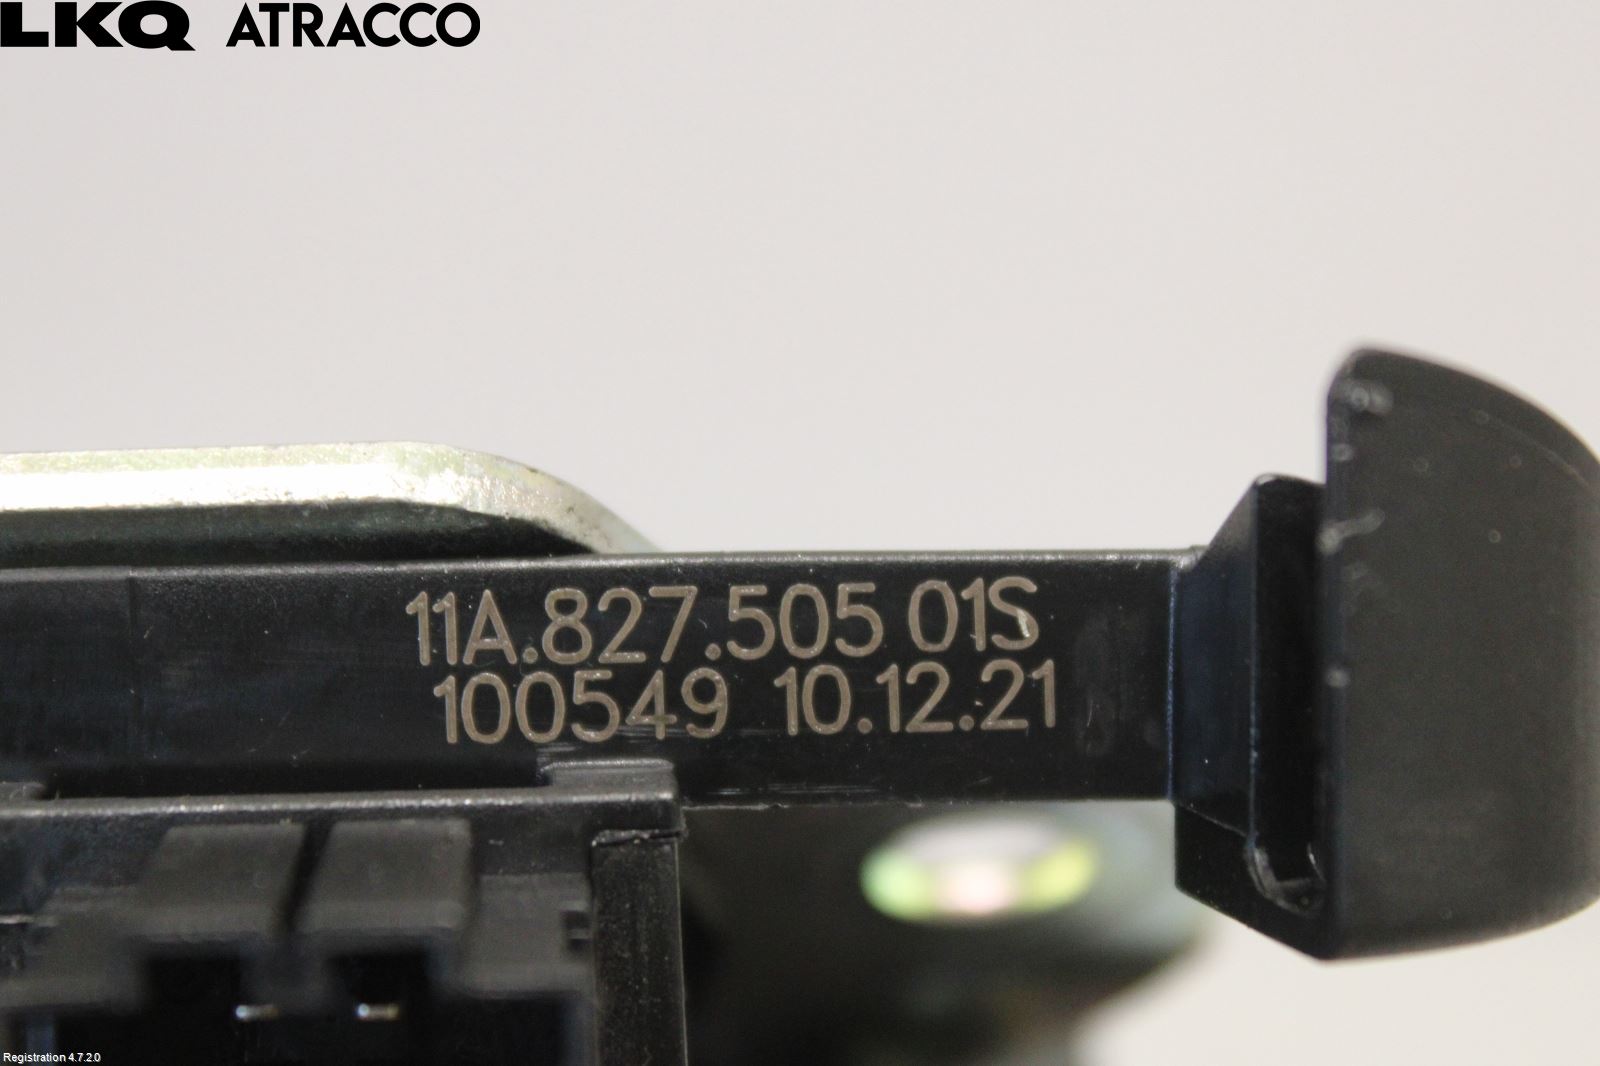 LKQ ATRACCO
11A.827.505 01S
100549 10.12.21
Registration 4.7.2.0